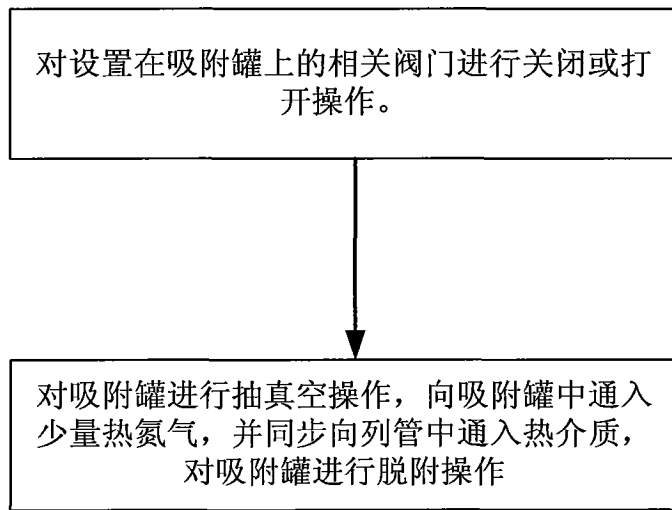 对设置在吸附罐上的相关阀门进行关闭或打
开操作。
对吸附罐进行抽真空操作，向吸附罐中通入
少量热氮气，并同步向列管中通入热介质，
对吸附罐进行脱附操作